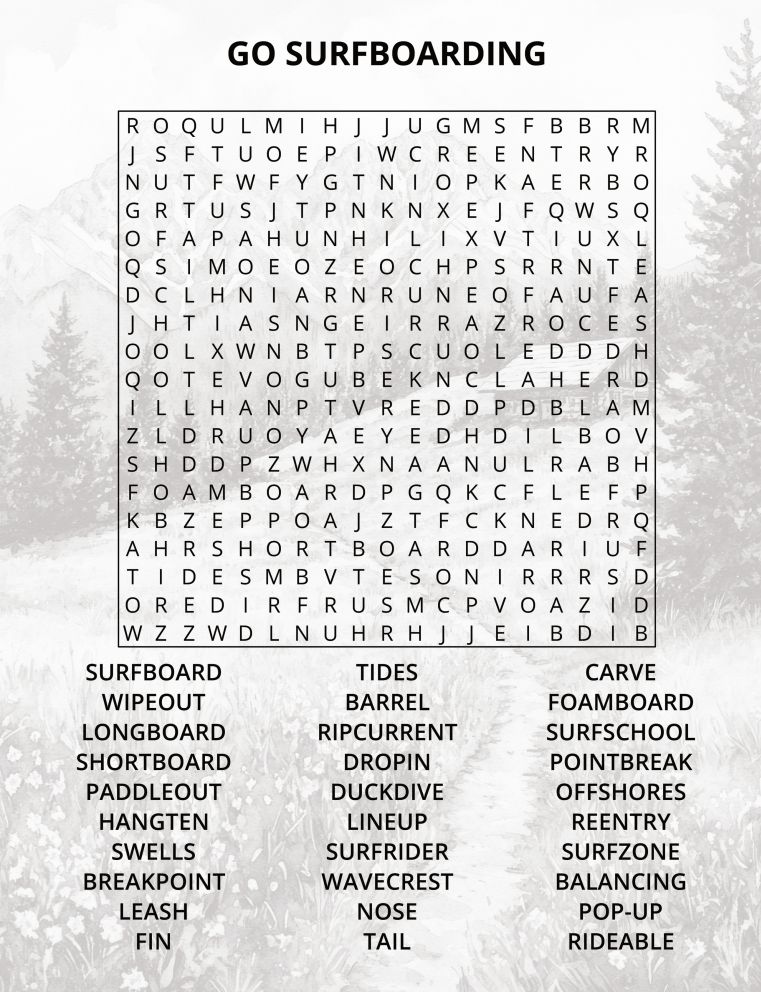 GO SURFBOARDING
R O Q U L M I H J J U G M S F B B R M
J S F T U O E P I W C R E E N T R Y R
N U T F W F Y G T N I O P K A E R B O
G R T U S J T P N K N X E J F Q W S Q
O F A P A H U N H I L I X V T I U X L
Q S I M O E O Z E O C H P S R R N T E
D C L H N I A R N R U N E O F A U F A
J H T I A S N G E I R R A Z R O C E S
O O L X W N B T P S C U O L E D D D H
Q O T E V O G U B E K N C L A H E R D
I L L H A N P T V R E D D P D B L A M
Z L D R U O Y A E Y E D H D I L B O V
S H D D P Z W H X N A A N U L R A B H
F O A M B O A R D P G Q K C F L E F P
K B Z E P P O A J Z T F C K N E D R Q
A H R S H O R T B O A R D D A R I U F
T I D E S M B V T E S O N I R R R S D
O R E D I R F R U S M C P V O A Z I D
W Z Z W D L N U H R H J J E I B D I B
SURFBOARD TIDES CARVE
WIPEOUT BARREL FOAMBOARD
LONGBOARD RIPCURRENT SURFSCHOOL
SHORTBOARD DROPIN POINTBREAK
PADDLEOUT DUCKDIVE OFFSHORES
HANGTEN LINEUP REENTRY
SWELLS SURFRIDER SURFZONE
BREAKPOINT WAVECREST BALANCING
LEASH NOSE POP-UP
FIN TAIL RIDEABLE